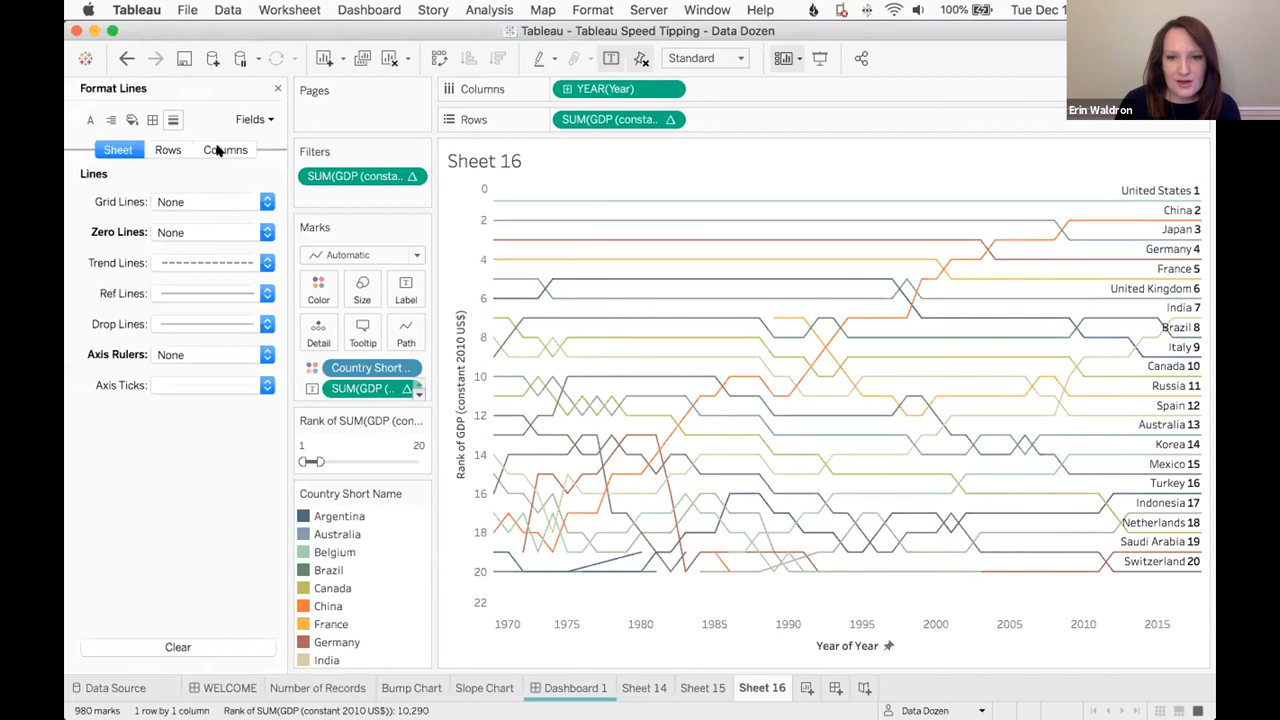 Tableau File Data Worksheet Dashboard Story Analysis Map Format Server Window Help 100% Tue Dec 1
Tableau - Tableau Speed Tipping - Data Dozen
Standard
Erin Waldron
Format Lines
Fields
Sheet Rows Columns
Lines
Grid Lines: None
Zero Lines: None
Trend Lines:
Ref Lines:
Drop Lines:
Axis Rulers: None
Axis Ticks:
Clear
Pages
Filters
SUM(GDP (consta..
Marks
Automatic
Color Size Label
Detail Tooltip Path
Country Short ..
SUM(GDP (..
Rank of SUM(GDP (con...
1 20
Country Short Name
Argentina
Australia
Belgium
Brazil
Canada
China
France
Germany
India
Columns YEAR(Year)
Rows SUM(GDP (consta..
Sheet 16
Rank of GDP (constant 2010 US$)
0
2
4
6
8
10
12
14
16
18
20
22
United States 1
China 2
Japan 3
Germany 4
France 5
United Kingdom 6
India 7
Brazil 8
Italy 9
Canada 10
Russia 11
Spain 12
Australia 13
Korea 14
Mexico 15
Turkey 16
Indonesia 17
Netherlands 18
Saudi Arabia 19
Switzerland 20
1970 1975 1980 1985 1990 1995 2000 2005 2010 2015
Year of Year
Data Source WELCOME Number of Records Bump Chart Slope Chart Dashboard 1 Sheet 14 Sheet 15 Sheet 16
980 marks 1 row by 1 column Rank of SUM(GDP (constant 2010 US$)): 10,290 Data Dozen